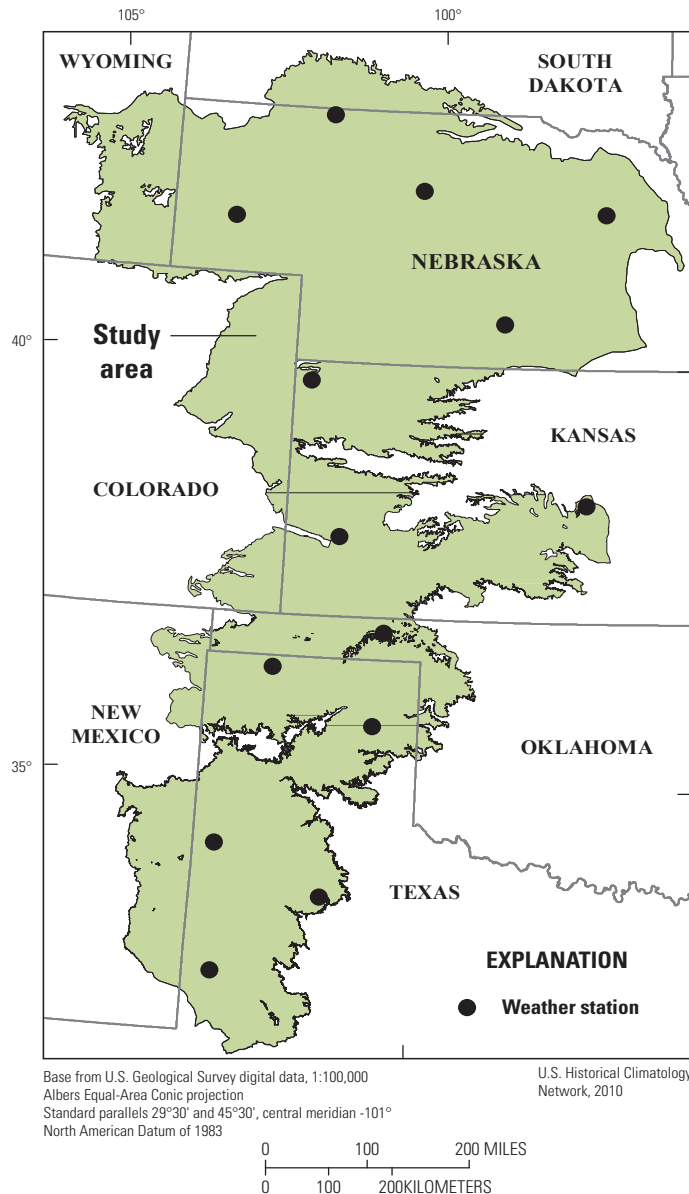 105°
100°
WYOMING
SOUTH
DAKOTA
NEBRASKA
40°
Study
area
KANSAS
COLORADO
NEW
MEXICO
OKLAHOMA
35°
TEXAS
EXPLANATION
Weather station
Base from U.S. Geological Survey digital data, 1:100,000
Albers Equal-Area Conic projection
Standard parallels 29°30' and 45°30', central meridian -101°
North American Datum of 1983
U.S. Historical Climatology
Network, 2010
0 100 200 MILES
0 100 200KILOMETERS